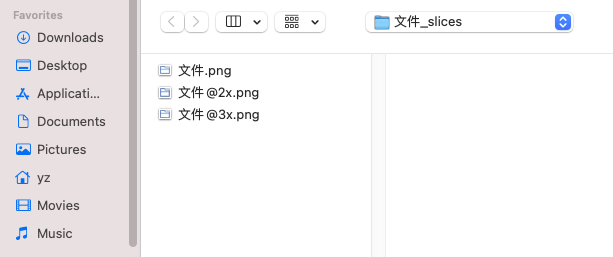 Favorites
Downloads
Desktop
Applicati...
Documents
Pictures
yz
Movies
Music
文件_slices
文件.png
文件@2x.png
文件@3x.png